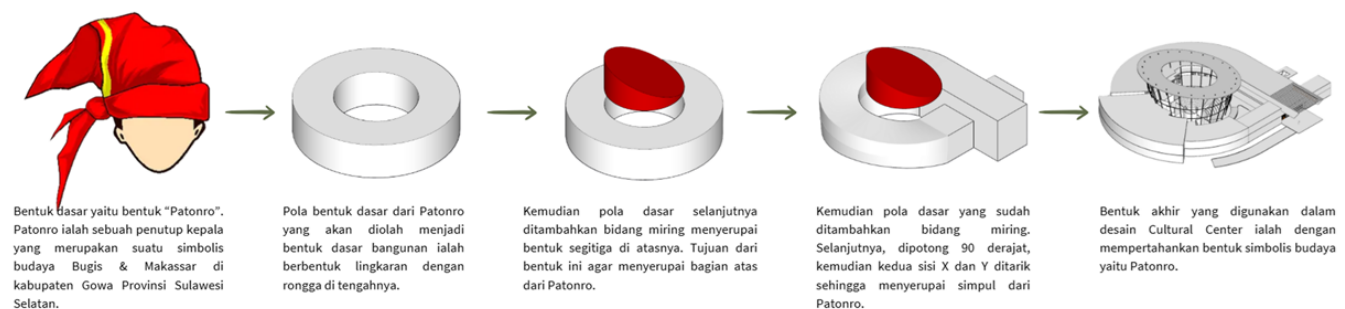 Bentuk dasar yaitu bentuk “Patonro”.
Patonro ialah sebuah penutup kepala
yang merupakan suatu simbolis
budaya Bugis & Makassar di
kabupaten Gowa Provinsi Sulawesi
Selatan.
Pola bentuk dasar dari Patonro
yang akan diolah menjadi
bentuk dasar bangunan ialah
berbentuk lingkaran dengan
rongga di tengahnya.
Kemudian pola dasar selanjutnya
ditambahkan bidang miring menyerupai
bentuk segitiga di atasnya. Tujuan dari
bentuk ini agar menyerupai bagian atas
dari Patonro.
Kemudian pola dasar yang sudah
ditambahkan bidang miring.
Selanjutnya, dipotong 90 derajat,
kemudian kedua sisi X dan Y ditarik
sehingga menyerupai simpul dari
Patonro.
Bentuk akhir yang digunakan dalam
desain Cultural Center ialah dengan
mempertahankan bentuk simbolis budaya
yaitu Patonro.